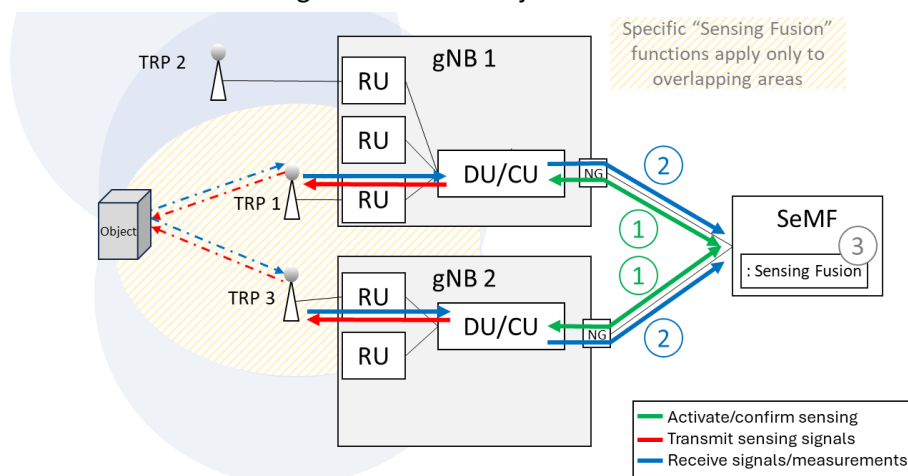 Specific “Sensing Fusion”
functions apply only to
overlapping areas
gNB 1
TRP 2
RU
RU
DU/CU
NG
2
TRP 1
RU
Object
1
SeMF
3
: Sensing Fusion
1
gNB 2
TRP 3
RU
DU/CU
NG
2
RU
Activate/confirm sensing
Transmit sensing signals
Receive signals/measurements